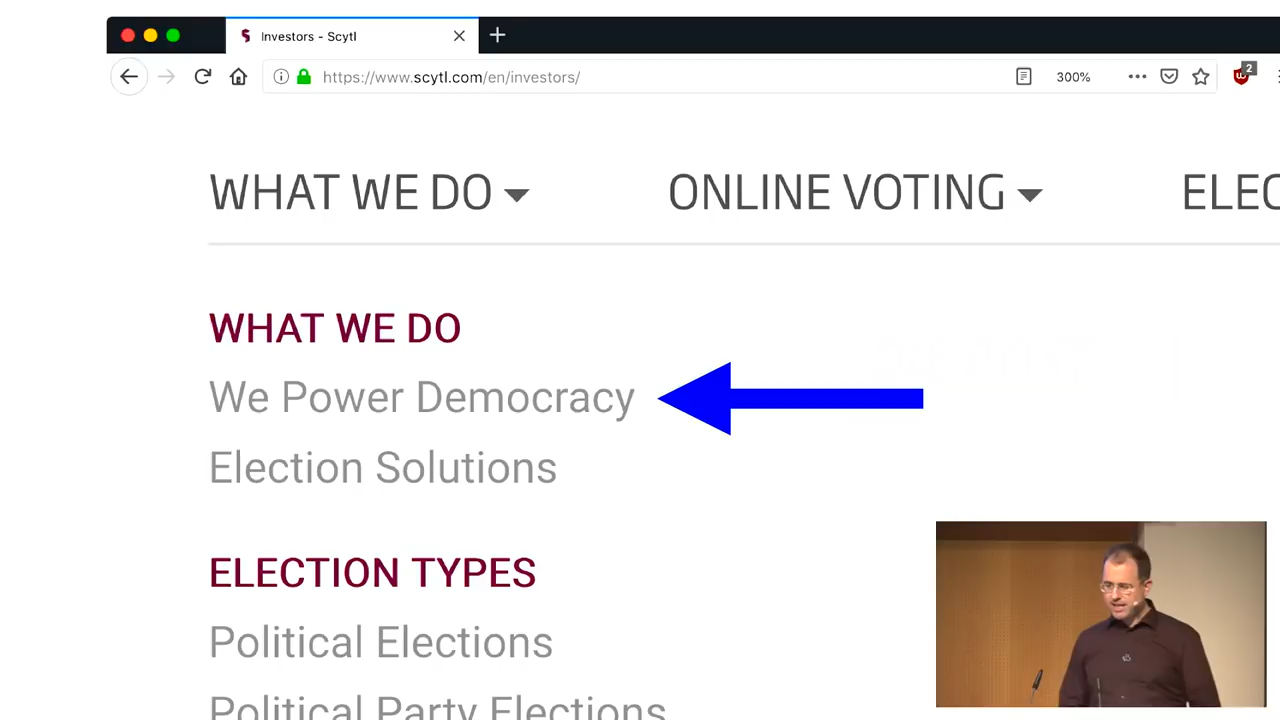 Investors - Scytl
https://www.scytl.com/en/investors/
300%
2
WHAT WE DO
ONLINE VOTING
ELEC
WHAT WE DO
We Power Democracy
Election Solutions
ELECTION TYPES
Political Elections
Political Party Elections